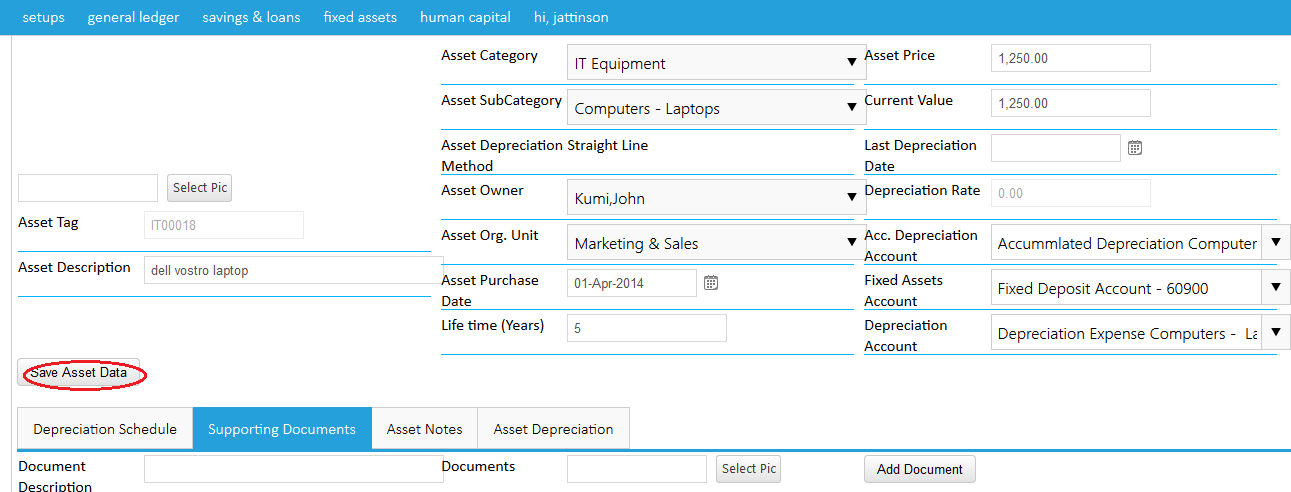 setups general ledger savings & loans fixed assets human capital hi, jattinson
Asset Category IT Equipment Asset Price 1,250.00
Asset SubCategory Computers - Laptops Current Value 1,250.00
Asset Depreciation Straight Line Last Depreciation
Method Date
Select Pic Asset Owner Kumi,John Depreciation Rate 0.00
Asset Tag IT00018 Asset Org. Unit Marketing & Sales Acc. Depreciation Accummlated Depreciation Computer
Account
Asset Description dell vostro laptop Asset Purchase 01-Apr-2014 Fixed Assets Fixed Deposit Account - 60900
Date Account
Life time (Years) 5 Depreciation Depreciation Expense Computers - La
Account
Save Asset Data
Depreciation Schedule Supporting Documents Asset Notes Asset Depreciation
Document Documents Select Pic Add Document
Description